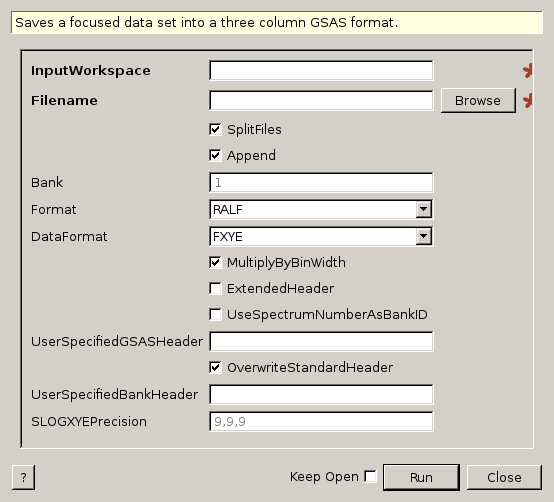 Saves a focused data set into a three column GSAS format.
InputWorkspace
Filename Browse
SplitFiles
Append
Bank 1
Format RALF
DataFormat FXYE
MultiplyByBinWidth
ExtendedHeader
UseSpectrumNumberAsBankID
UserSpecifiedGSASHeader
OverwriteStandardHeader
UserSpecifiedBankHeader
SLOGXYEPrecision 9,9,9
? Keep Open Run Close